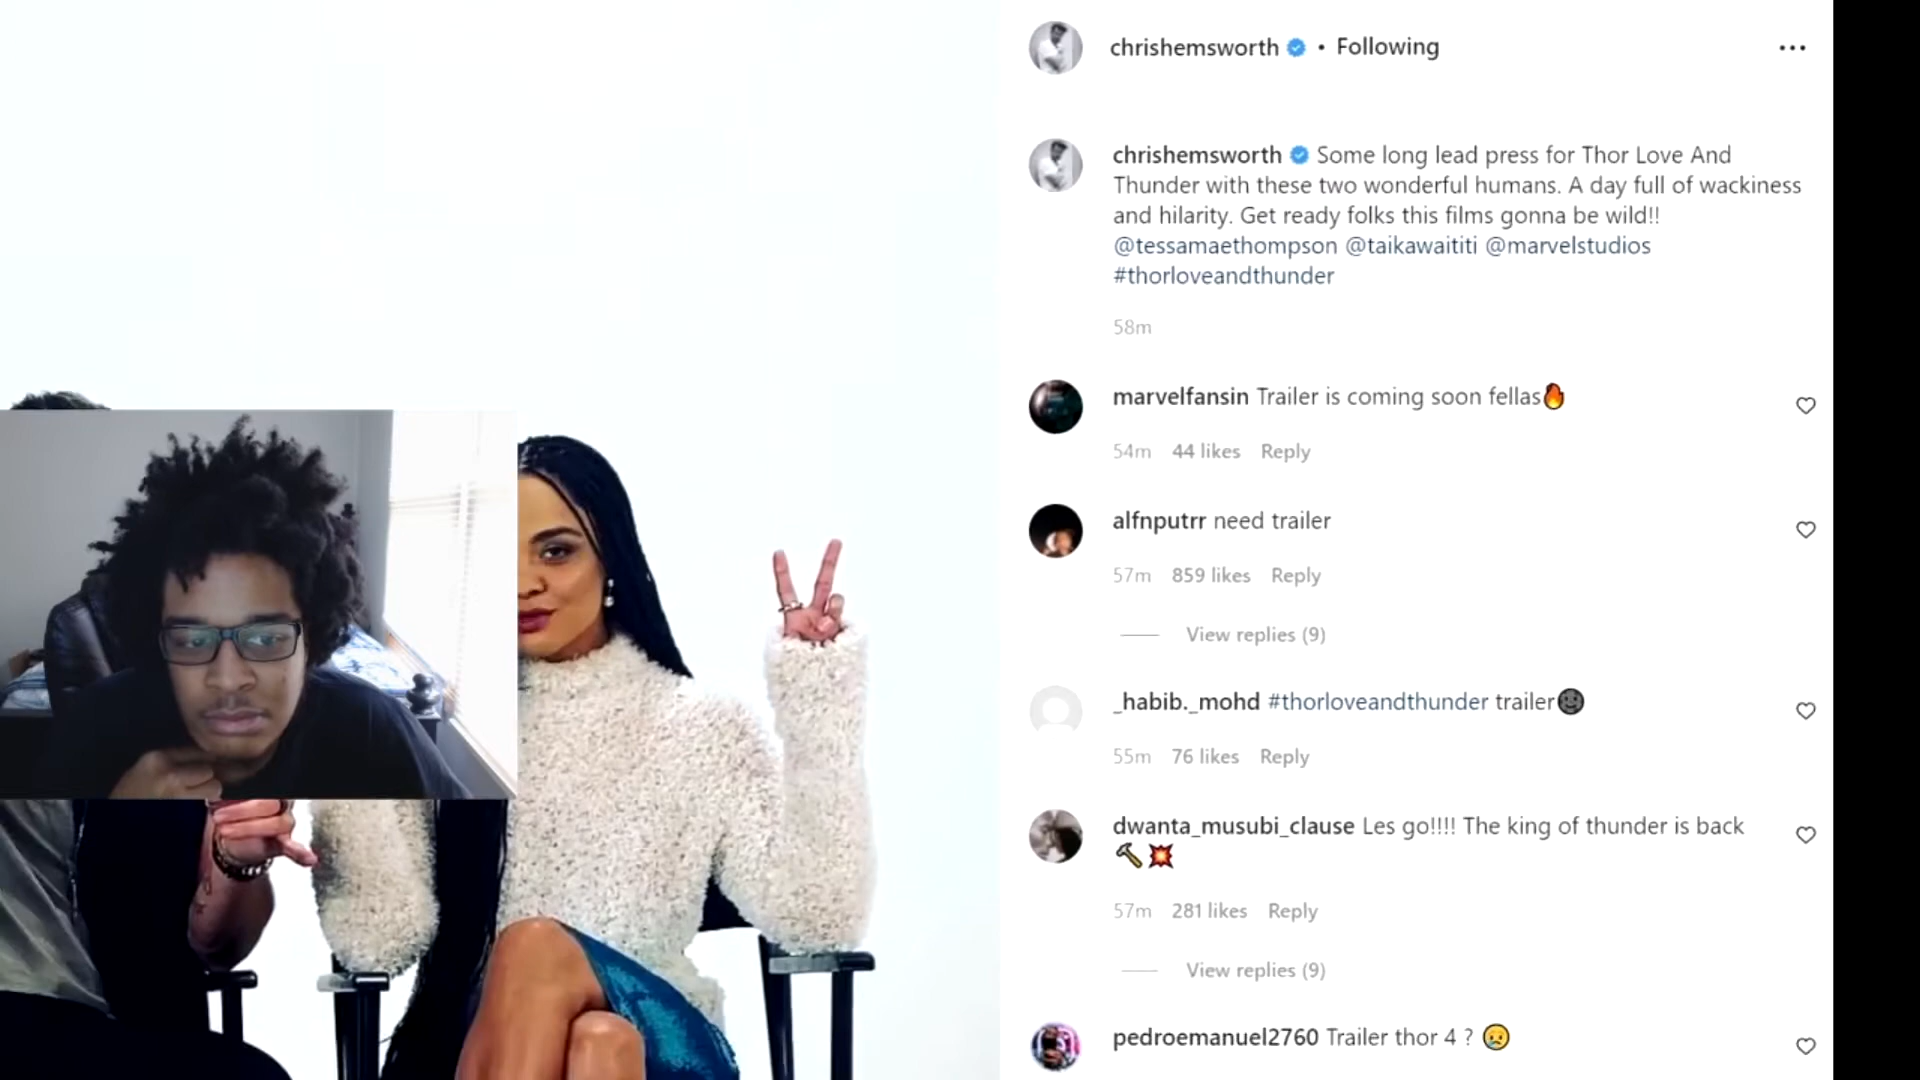 chrishemsworth • Following
chrishemsworth Some long lead press for Thor Love And
Thunder with these two wonderful humans. A day full of wackiness
and hilarity. Get ready folks this films gonna be wild!!
@tessamaethompson @taikawaititi @marvelstudios
#thorloveandthunder
58m
marvelfansin Trailer is coming soon fellas🔥
54m 44 likes Reply
alfnputrr need trailer
57m 859 likes Reply
View replies (9)
_habib._mohd #thorloveandthunder trailer🌚
55m 76 likes Reply
dwanta_musubi_clause Les go!!!! The king of thunder is back
🔨💥
57m 281 likes Reply
View replies (9)
pedroemanuel2760 Trailer thor 4 ? 😢